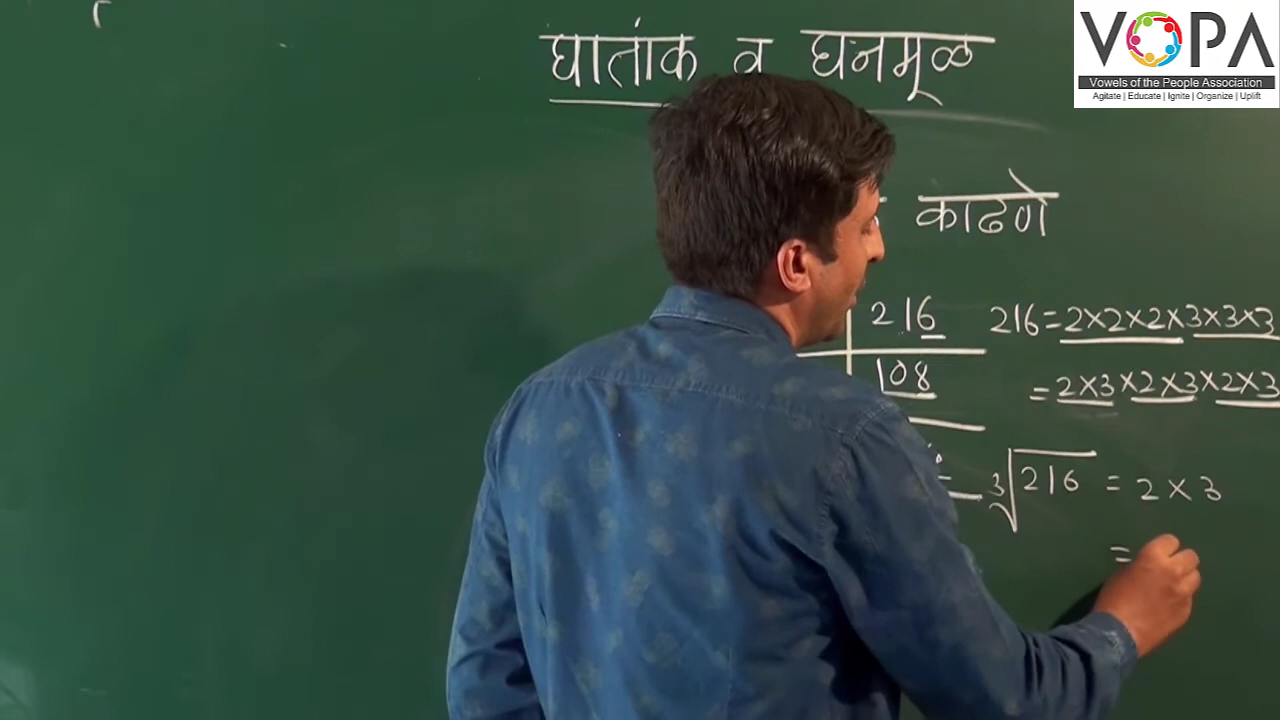 VOPA
Vowels of the People Association
Agitate | Educate | Ignite | Organize | Uplift
घातांक व घनमूळ
काढणे
216
216=2×2×2×3×3×3
108
=2×3×2×3×2×3
∛216 = 2×3
=